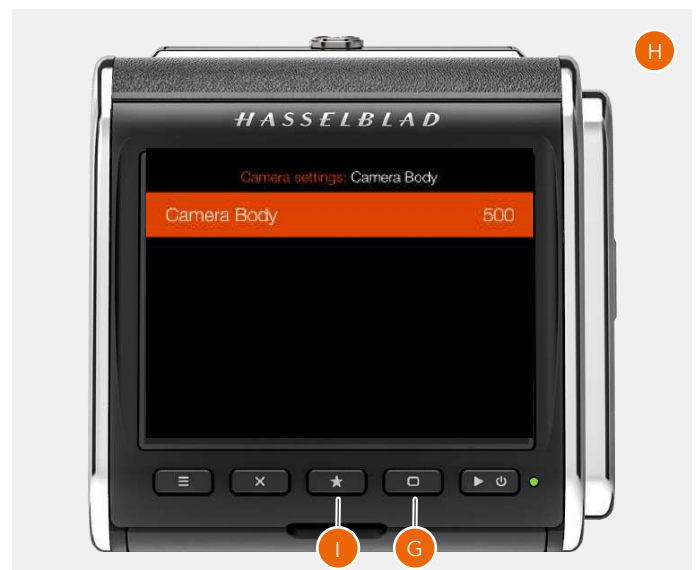 H
HASSELBLAD
Camera settings: Camera Body
Camera Body 500
I G